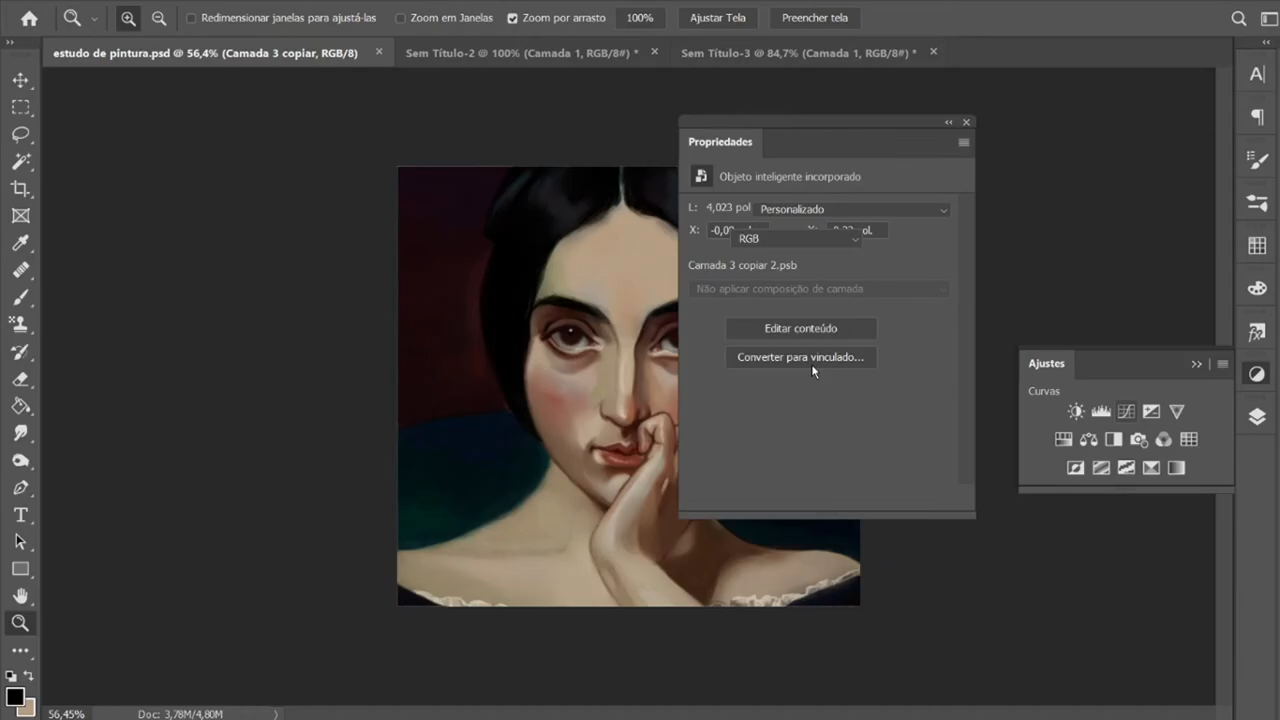 Redimensionar janelas para ajustá-las Zoom em Janelas Zoom por arrasto 100% Ajustar Tela Preencher tela
estudo de pintura.psd @ 56,4% (Camada 3 copiar, RGB/8) Sem Título-2 @ 100% (Camada 1, RGB/8#) * Sem Título-3 @ 84,7% (Camada 1, RGB/8#) *
Propriedades
Objeto inteligente incorporado
L: 4,023 pol Personalizado
X:
RGB
Camada 3 copiar 2.psb
Não aplicar composição de camada
Editar conteúdo
Converter para vinculado...
Ajustes
Curvas
56,45% Doc: 3,78M/4,80M